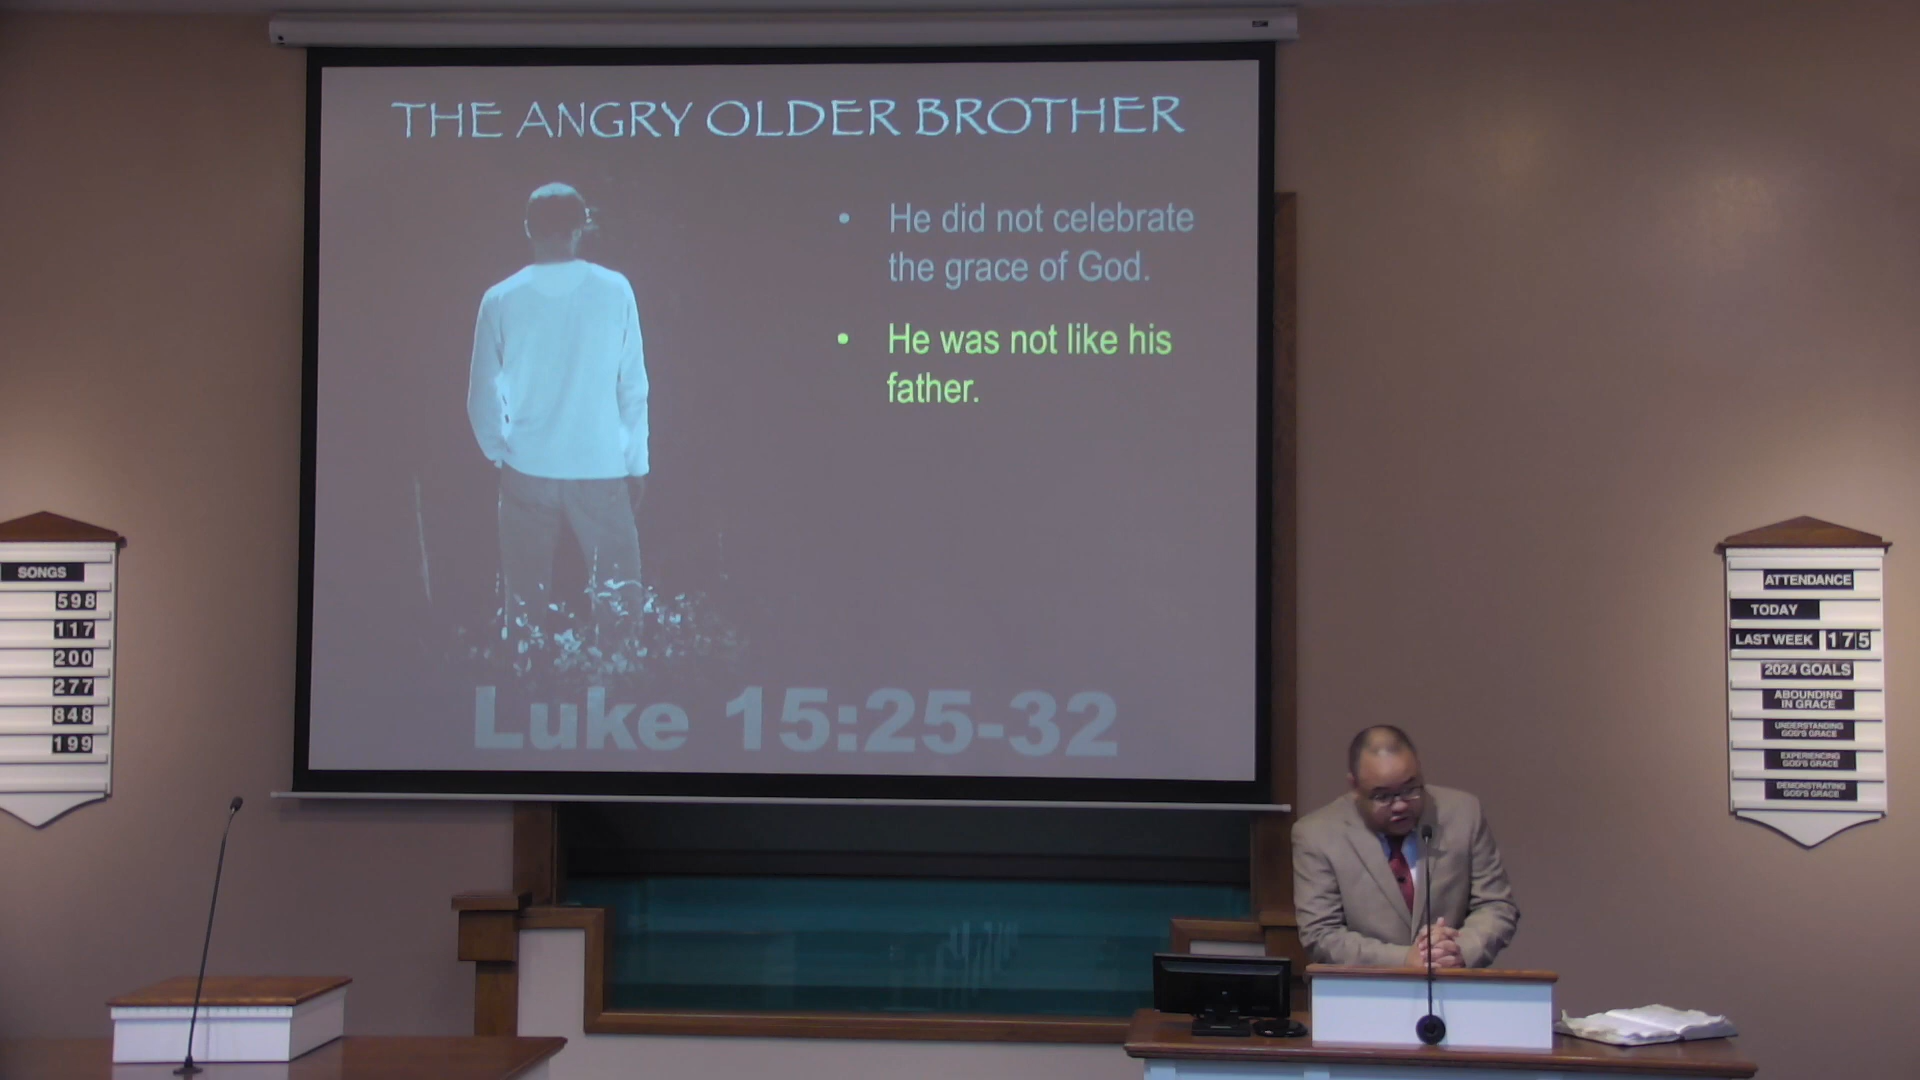 THE ANGRY OLDER BROTHER
• He did not celebrate
the grace of God.
• He was not like his
father.
Luke 15:25-32
SONGS
598
117
200
277
848
199
ATTENDANCE
TODAY
LAST WEEK 175
2024 GOALS
ABOUNDING
IN GRACE
UNDERSTANDING
GOD'S GRACE
EXPERIENCING
GOD'S GRACE
DEMONSTRATING
GOD'S GRACE